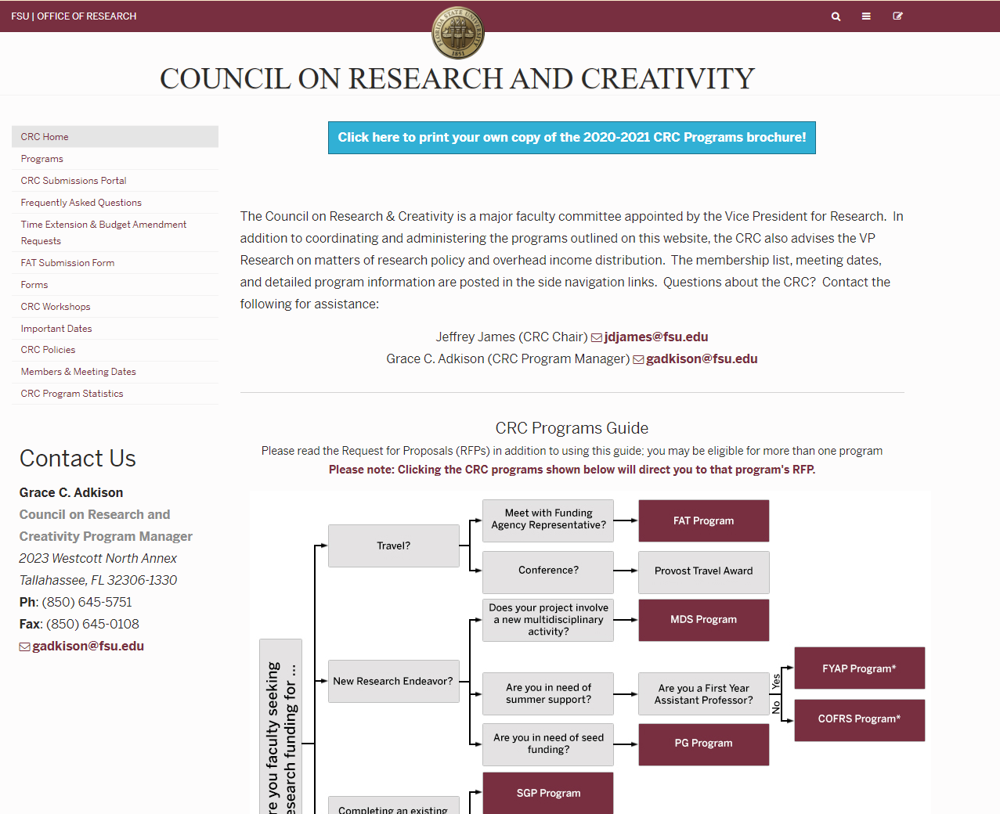 FSU | OFFICE OF RESEARCH
FLORIDA STATE UNIVERSITY
1851
COUNCIL ON RESEARCH AND CREATIVITY
CRC Home
Programs
CRC Submissions Portal
Frequently Asked Questions
Time Extension & Budget Amendment
Requests
FAT Submission Form
Forms
CRC Workshops
Important Dates
CRC Policies
Members & Meeting Dates
CRC Program Statistics
Contact Us
Grace C. Adkison
Council on Research and
Creativity Program Manager
2023 Westcott North Annex
Tallahassee, FL 32306-1330
Ph: (850) 645-5751
Fax: (850) 645-0108
gadkison@fsu.edu
Click here to print your own copy of the 2020-2021 CRC Programs brochure!
The Council on Research & Creativity is a major faculty committee appointed by the Vice President for Research. In
addition to coordinating and administering the programs outlined on this website, the CRC also advises the VP
Research on matters of research policy and overhead income distribution. The membership list, meeting dates,
and detailed program information are posted in the side navigation links. Questions about the CRC? Contact the
following for assistance:
Jeffrey James (CRC Chair) jdjames@fsu.edu
Grace C. Adkison (CRC Program Manager) gadkison@fsu.edu
CRC Programs Guide
Please read the Request for Proposals (RFPs) in addition to using this guide; you may be eligible for more than one program
Please note: Clicking the CRC programs shown below will direct you to that program's RFP.
re you faculty seeking
esearch funding for ...
Travel?
Meet with Funding
Agency Representative?
FAT Program
Conference?
Provost Travel Award
New Research Endeavor?
Does your project involve
a new multidisciplinary
activity?
MDS Program
Are you in need of
summer support?
Are you a First Year
Assistant Professor?
Yes
FYAP Program*
No
COFRS Program*
Are you in need of seed
funding?
PG Program
Completing an existing
SGP Program